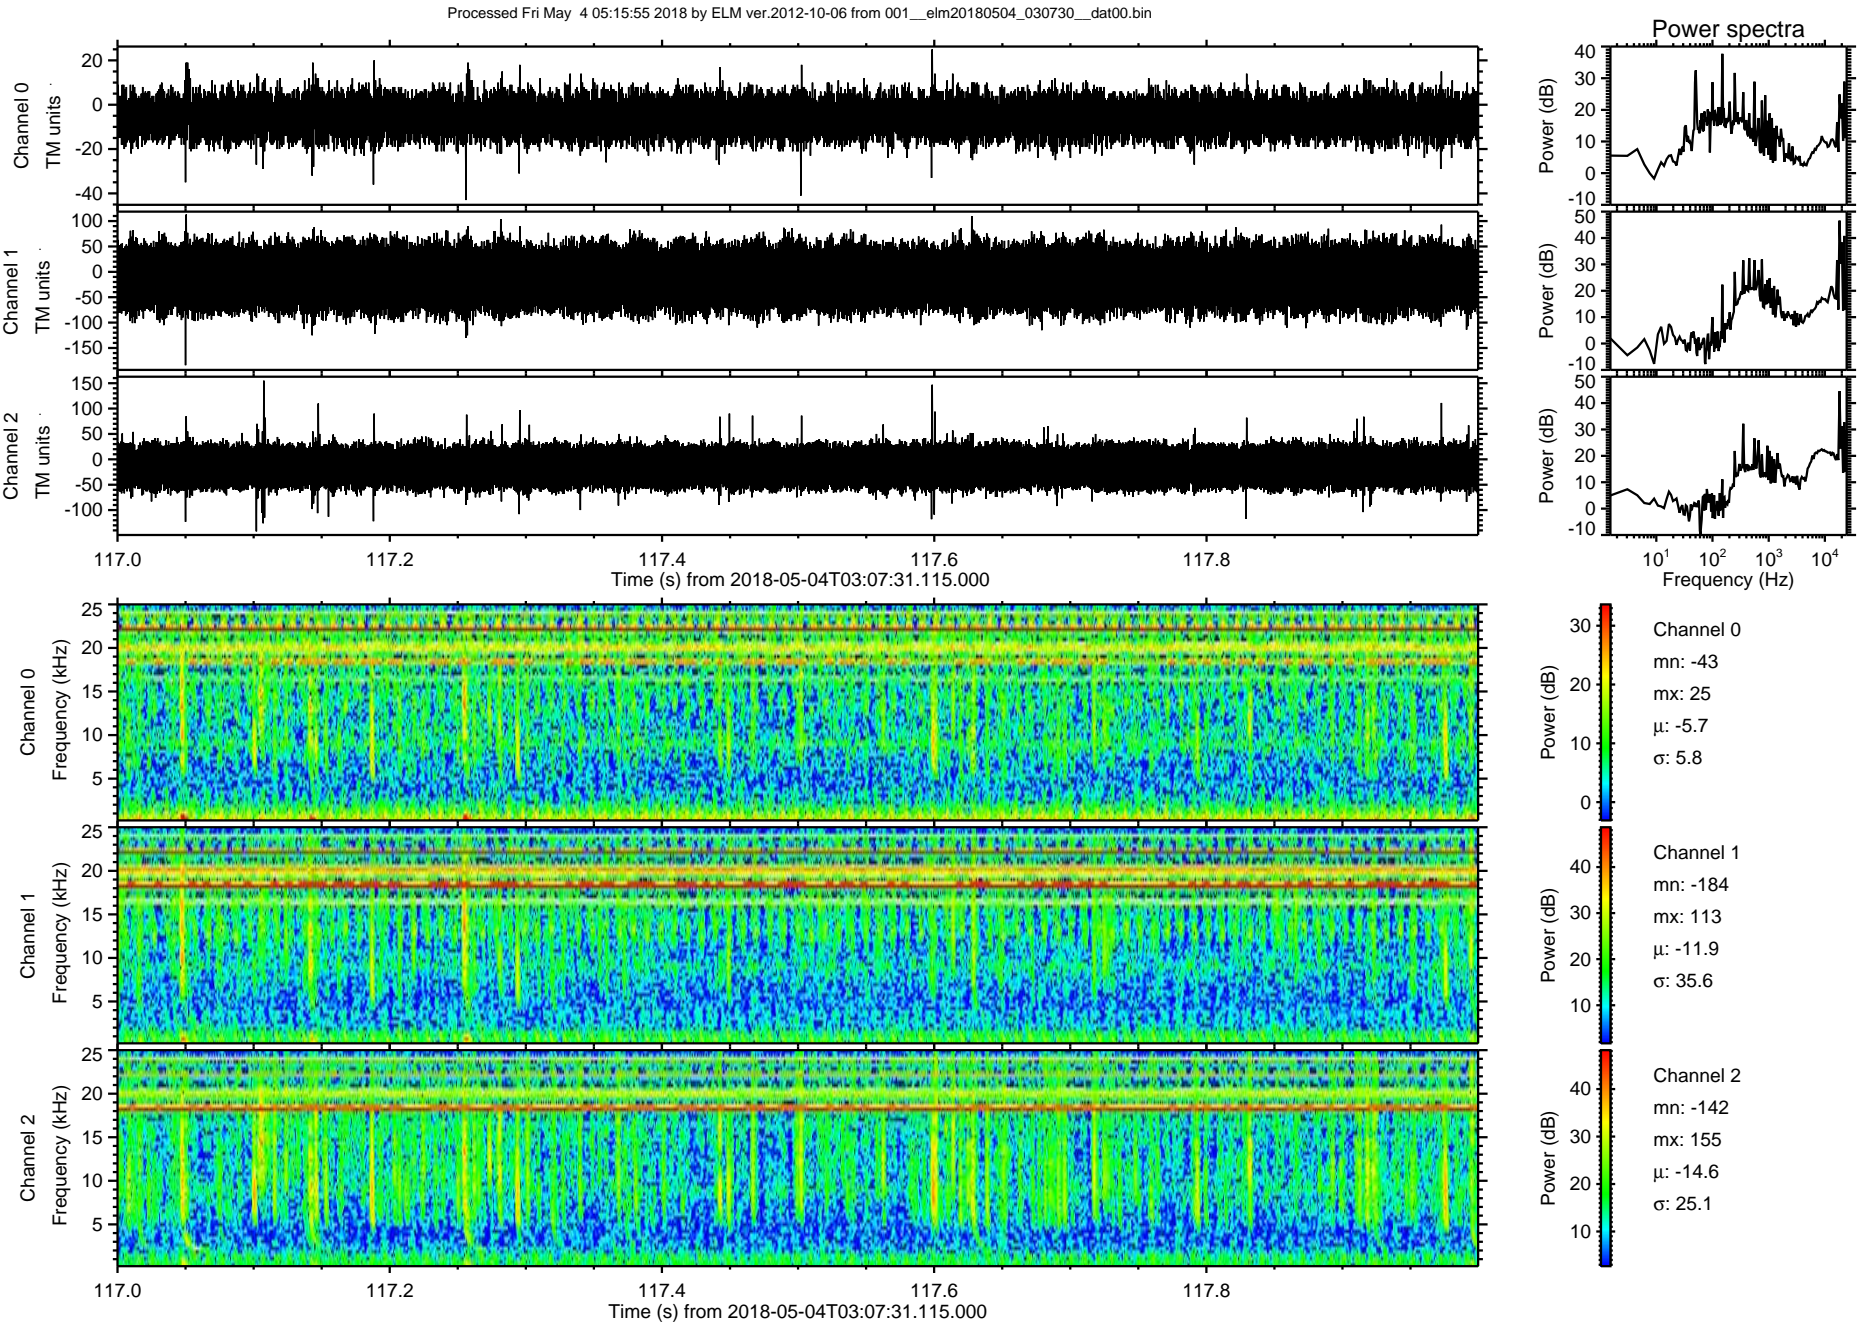 Processed Fri May  4 05:15:55 2018 by ELM ver.2012-10-06 from 001__elm20180504_030730__dat00.bin
Power spectra
Channel 0
TM units
20
0
-20
-40
Power (dB)
40
30
20
10
0
-10
Channel 1
TM units
100
50
0
-50
-100
-150
Power (dB)
50
40
30
20
10
0
-10
Channel 2
TM units
150
100
50
0
-50
-100
Power (dB)
50
40
30
20
10
0
-10
117.0 117.2 117.4 117.6 117.8
Time (s) from 2018-05-04T03:07:31.115.000
10¹ 10² 10³ 10⁴
Frequency (Hz)
Channel 0
Frequency (kHz)
25
20
15
10
5
Power (dB)
30
20
10
0
Channel 0
mn: -43
mx: 25
μ: -5.7
σ: 5.8
Channel 1
Frequency (kHz)
25
20
15
10
5
Power (dB)
40
30
20
10
Channel 1
mn: -184
mx: 113
μ: -11.9
σ: 35.6
Channel 2
Frequency (kHz)
25
20
15
10
5
Power (dB)
40
30
20
10
Channel 2
mn: -142
mx: 155
μ: -14.6
σ: 25.1
117.0 117.2 117.4 117.6 117.8
Time (s) from 2018-05-04T03:07:31.115.000